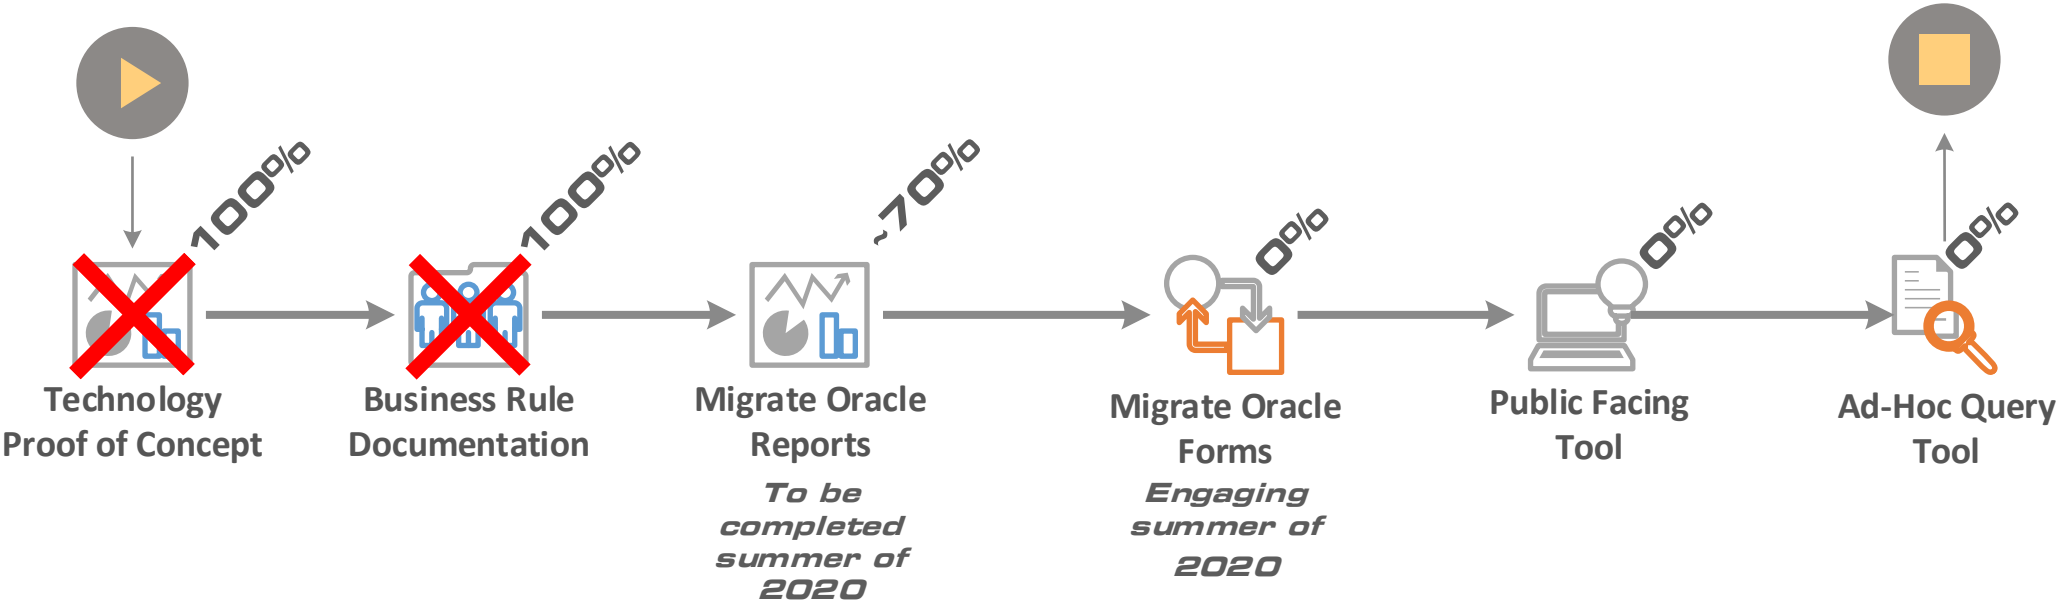 100%
100%
~70%
0%
0%
0%
Technology
Proof of Concept
Business Rule
Documentation
Migrate Oracle
Reports
To be
completed
summer of
2020
Migrate Oracle
Forms
Engaging
summer of
2020
Public Facing
Tool
Ad-Hoc Query
Tool